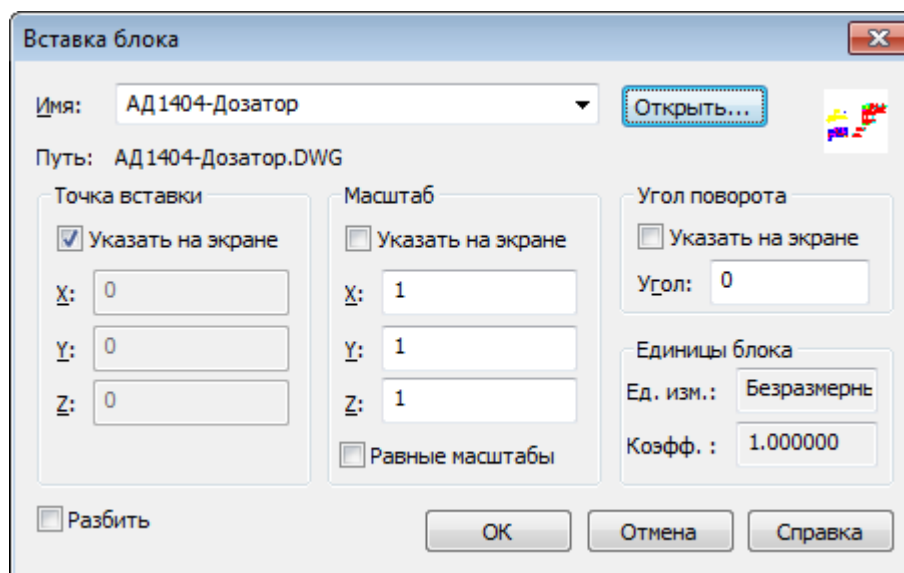 Вставка блока
Имя: АД1404-Дозатор Открыть...
Путь: АД1404-Дозатор.DWG
Точка вставки
Указать на экране
X: 0
Y: 0
Z: 0
Масштаб
Указать на экране
X: 1
Y: 1
Z: 1
Равные масштабы
Угол поворота
Указать на экране
Угол: 0
Единицы блока
Ед. изм.: Безразмернь
Коэфф. : 1.000000
Разбить
OK Отмена Справка